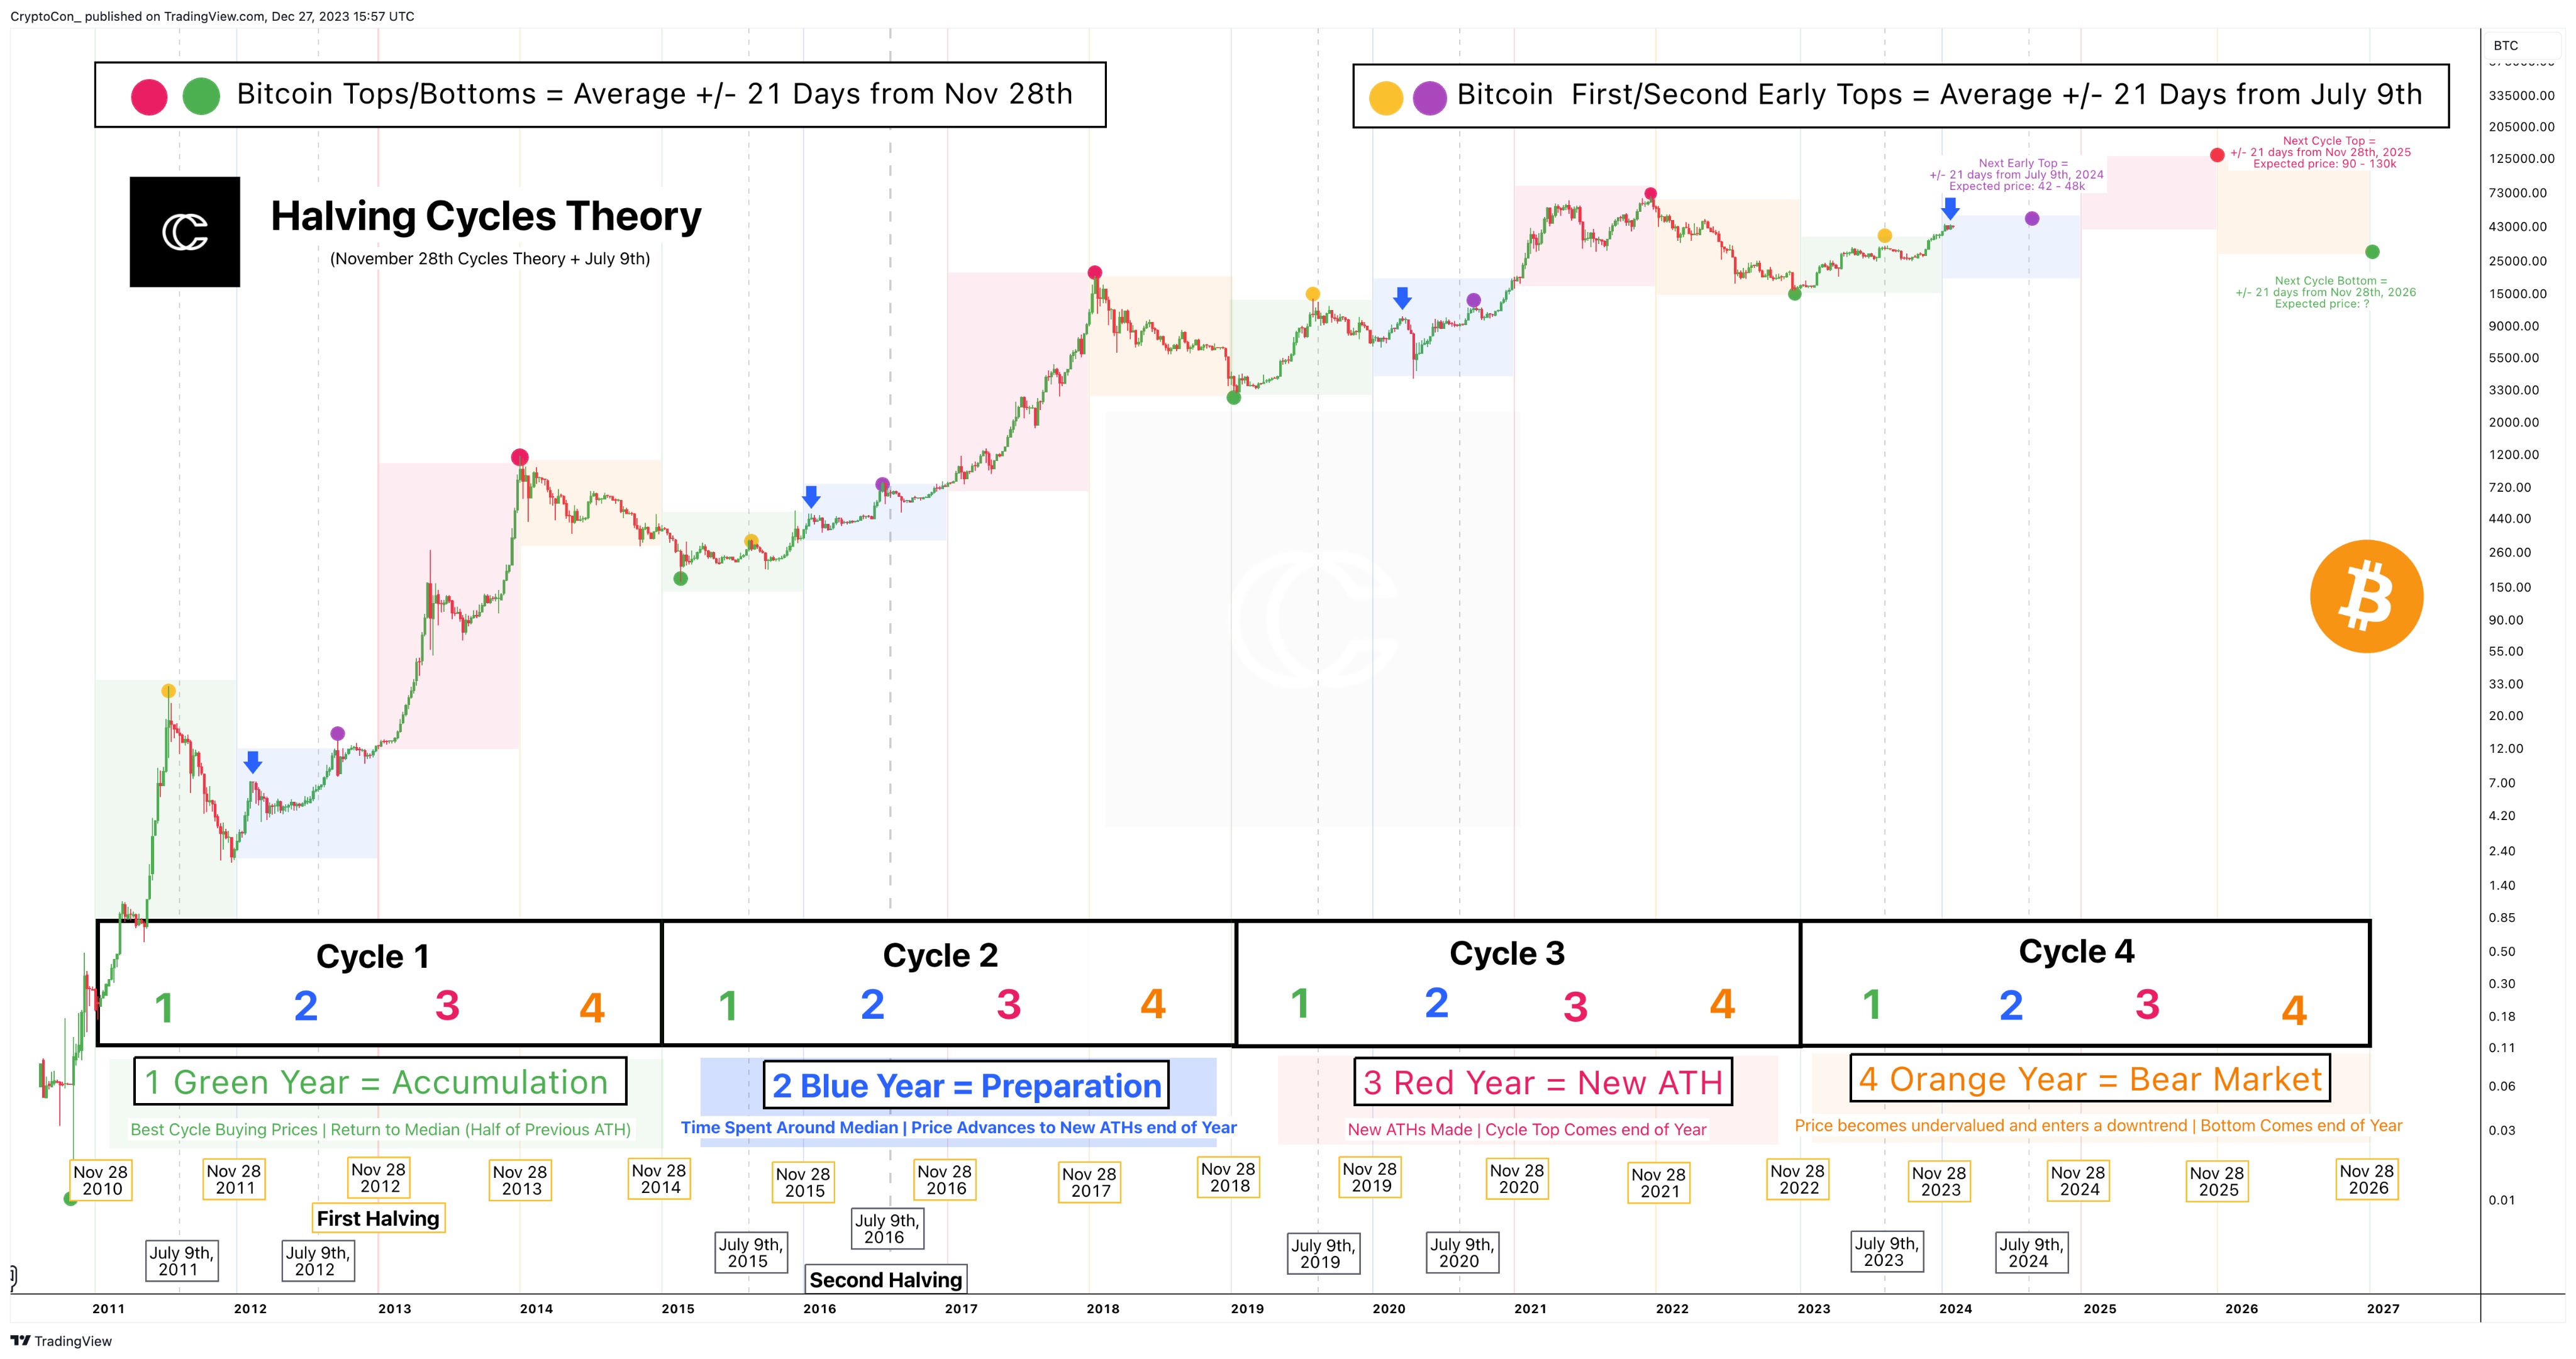 CryptoCon_ published on TradingView.com, Dec 27, 2023 15:57 UTC
BTC
Bitcoin Tops/Bottoms = Average +/- 21 Days from Nov 28th
Bitcoin First/Second Early Tops = Average +/- 21 Days from July 9th
Halving Cycles Theory
(November 28th Cycles Theory + July 9th)
Next Early Top =
+/- 21 days from July 9th, 2024
Expected price: 42 - 48k
Next Cycle Top =
+/- 21 days from Nov 28th, 2025
Expected price: 90 - 130k
Next Cycle Bottom =
+/- 21 days from Nov 28th, 2026
Expected price: ?
335000.00
205000.00
125000.00
73000.00
43000.00
25000.00
15000.00
9000.00
5500.00
3300.00
2000.00
1200.00
720.00
440.00
260.00
150.00
90.00
55.00
33.00
20.00
12.00
7.00
4.20
2.40
1.40
0.85
0.50
0.30
0.18
0.11
0.06
0.03
0.01
Cycle 1
1 2 3 4
Cycle 2
1 2 3 4
Cycle 3
1 2 3 4
Cycle 4
1 2 3 4
1 Green Year = Accumulation
Best Cycle Buying Prices | Return to Median (Half of Previous ATH)
2 Blue Year = Preparation
Time Spent Around Median | Price Advances to New ATHs end of Year
3 Red Year = New ATH
New ATHs Made | Cycle Top Comes end of Year
4 Orange Year = Bear Market
Price becomes undervalued and enters a downtrend | Bottom Comes end of Year
Nov 28
2010
Nov 28
2011
Nov 28
2012
Nov 28
2013
Nov 28
2014
Nov 28
2015
Nov 28
2016
Nov 28
2017
Nov 28
2018
Nov 28
2019
Nov 28
2020
Nov 28
2021
Nov 28
2022
Nov 28
2023
Nov 28
2024
Nov 28
2025
Nov 28
2026
First Halving
July 9th,
2011
July 9th,
2012
July 9th,
2015
July 9th,
2016
Second Halving
July 9th,
2019
July 9th,
2020
July 9th,
2023
July 9th,
2024
2011 2012 2013 2014 2015 2016 2017 2018 2019 2020 2021 2022 2023 2024 2025 2026 2027
TradingView